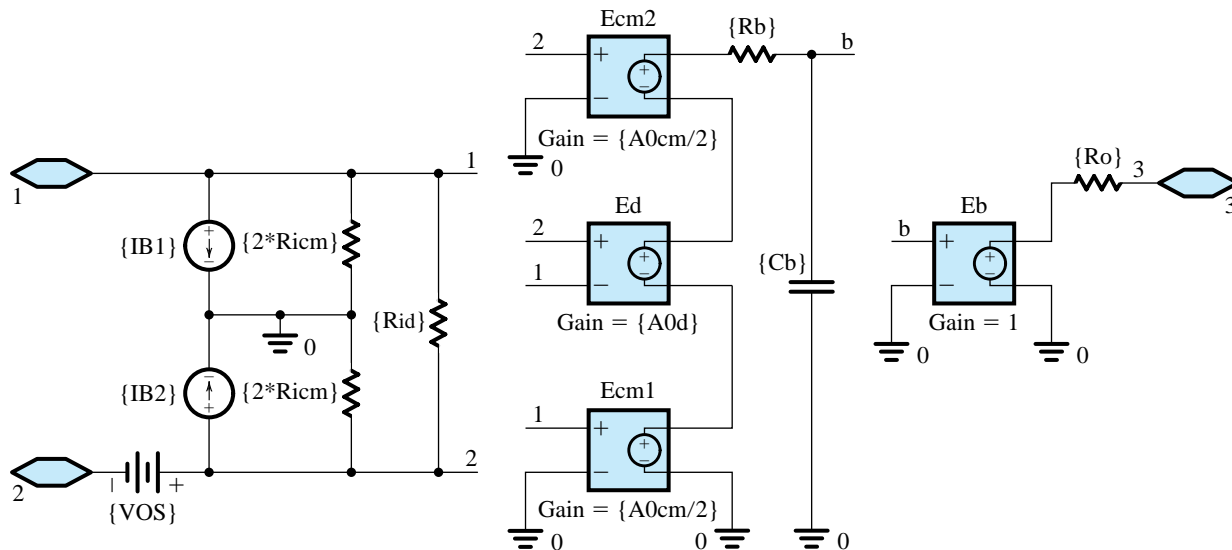 Ecm2
{Rb}
2
b
+
−
+
−
Gain = {A0cm/2}
0
1
1
{IB1}
+
−
{2*Ricm}
{Rid}
0
{IB2}
−
+
{2*Ricm}
2
2
−
+
{VOS}
Ed
2
1
+
−
+
−
Gain = {A0d}
{Cb}
Ecm1
1
+
−
+
−
Gain = {A0cm/2}
0
0
0
{Ro}
3
3
Eb
b
+
−
+
−
Gain = 1
0
0